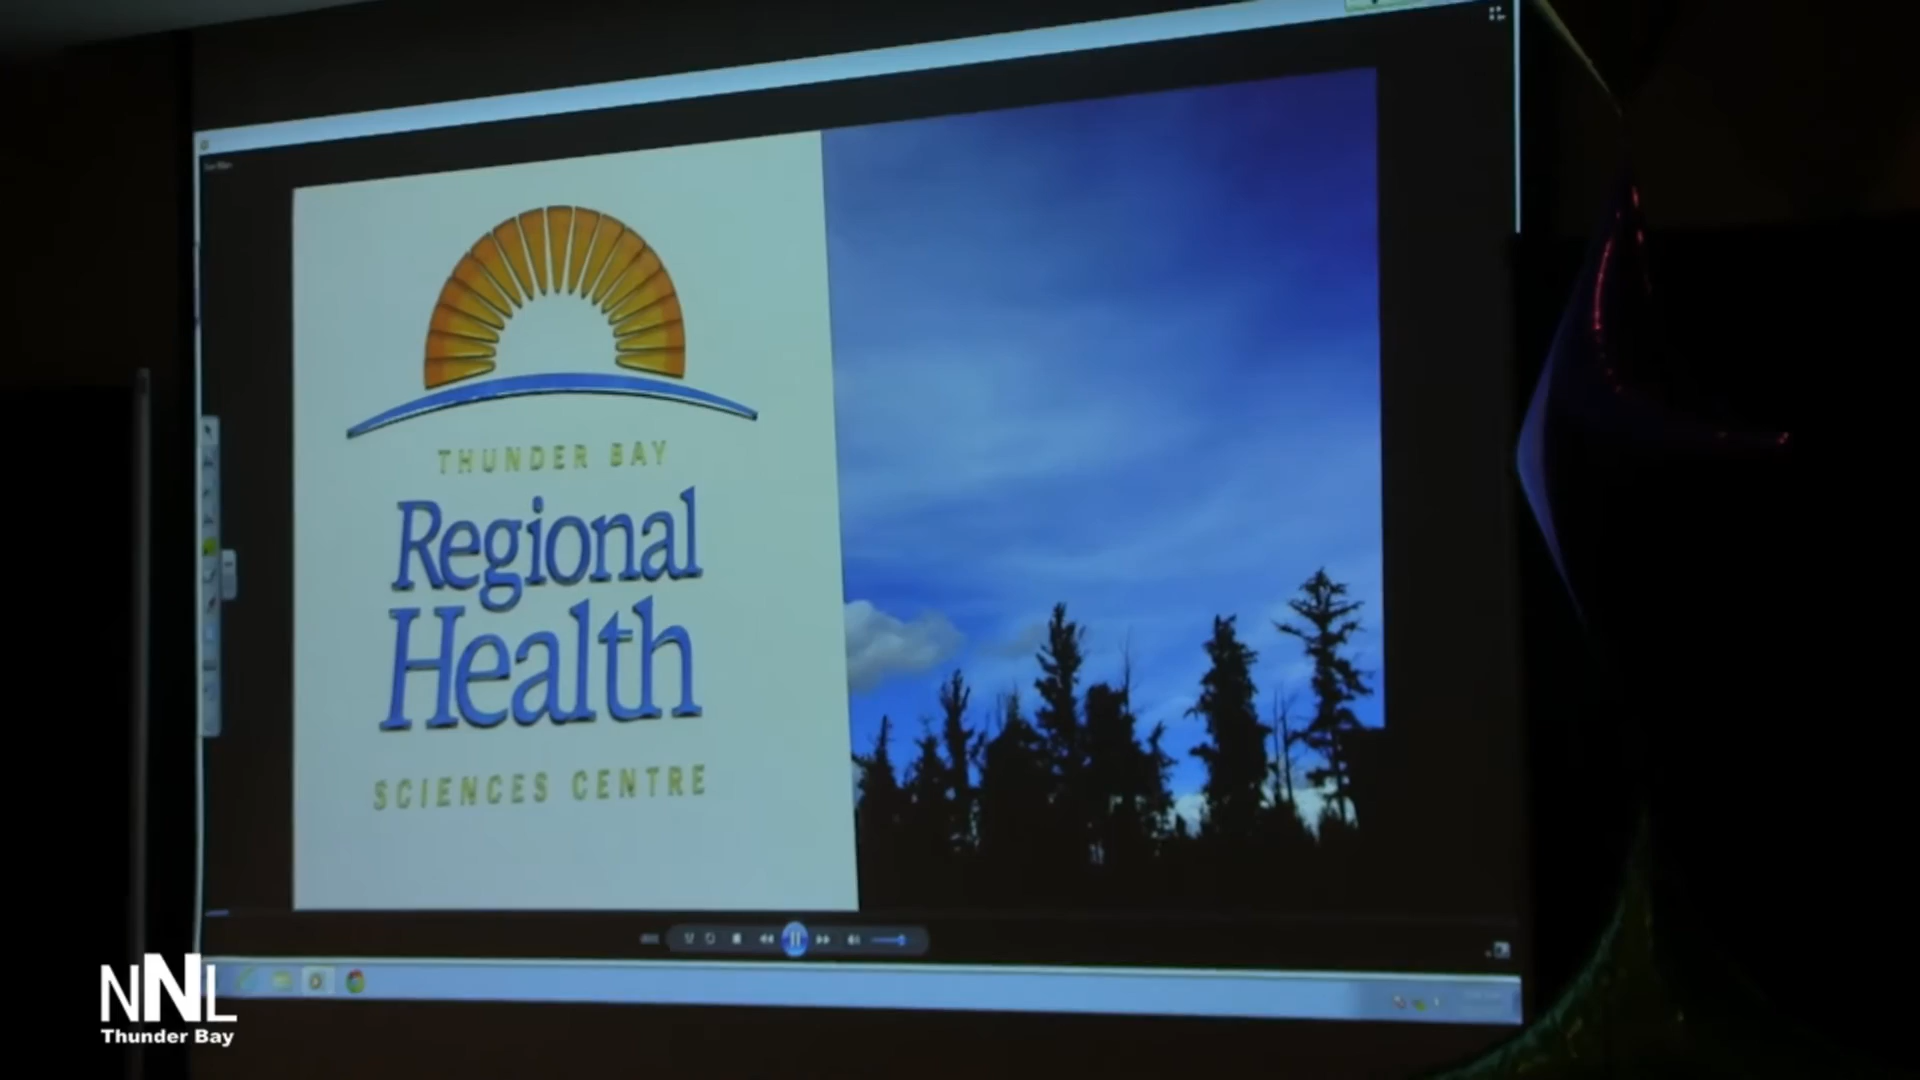 THUNDER BAY
Regional
Health
SCIENCES CENTRE
NNL
Thunder Bay